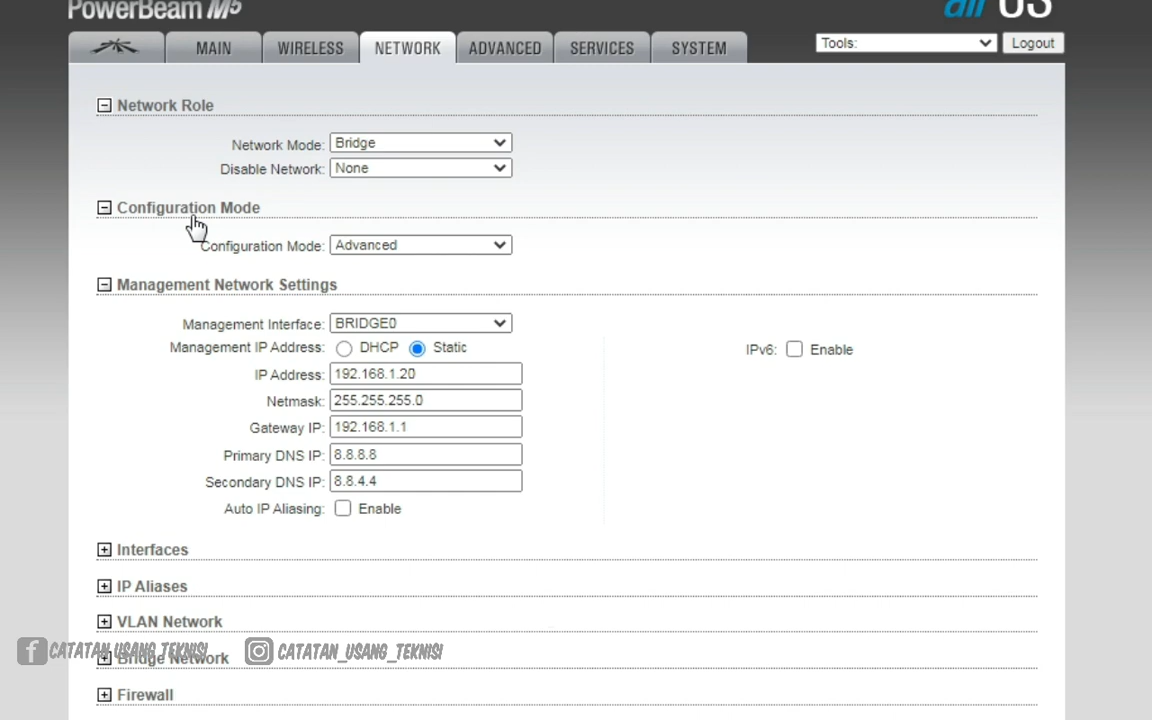 PowerBeam M5
air OS
MAIN WIRELESS NETWORK ADVANCED SERVICES SYSTEM Tools: Logout
Network Role
Network Mode: Bridge
Disable Network: None
Configuration Mode
Configuration Mode: Advanced
Management Network Settings
Management Interface: BRIDGE0
Management IP Address: DHCP Static IPv6: Enable
IP Address: 192.168.1.20
Netmask: 255.255.255.0
Gateway IP: 192.168.1.1
Primary DNS IP: 8.8.8.8
Secondary DNS IP: 8.8.4.4
Auto IP Aliasing: Enable
Interfaces
IP Aliases
VLAN Network
CATATAN_USANG_TEKNISI CATATAN_USANG_TEKNISI
Bridge Network
Firewall